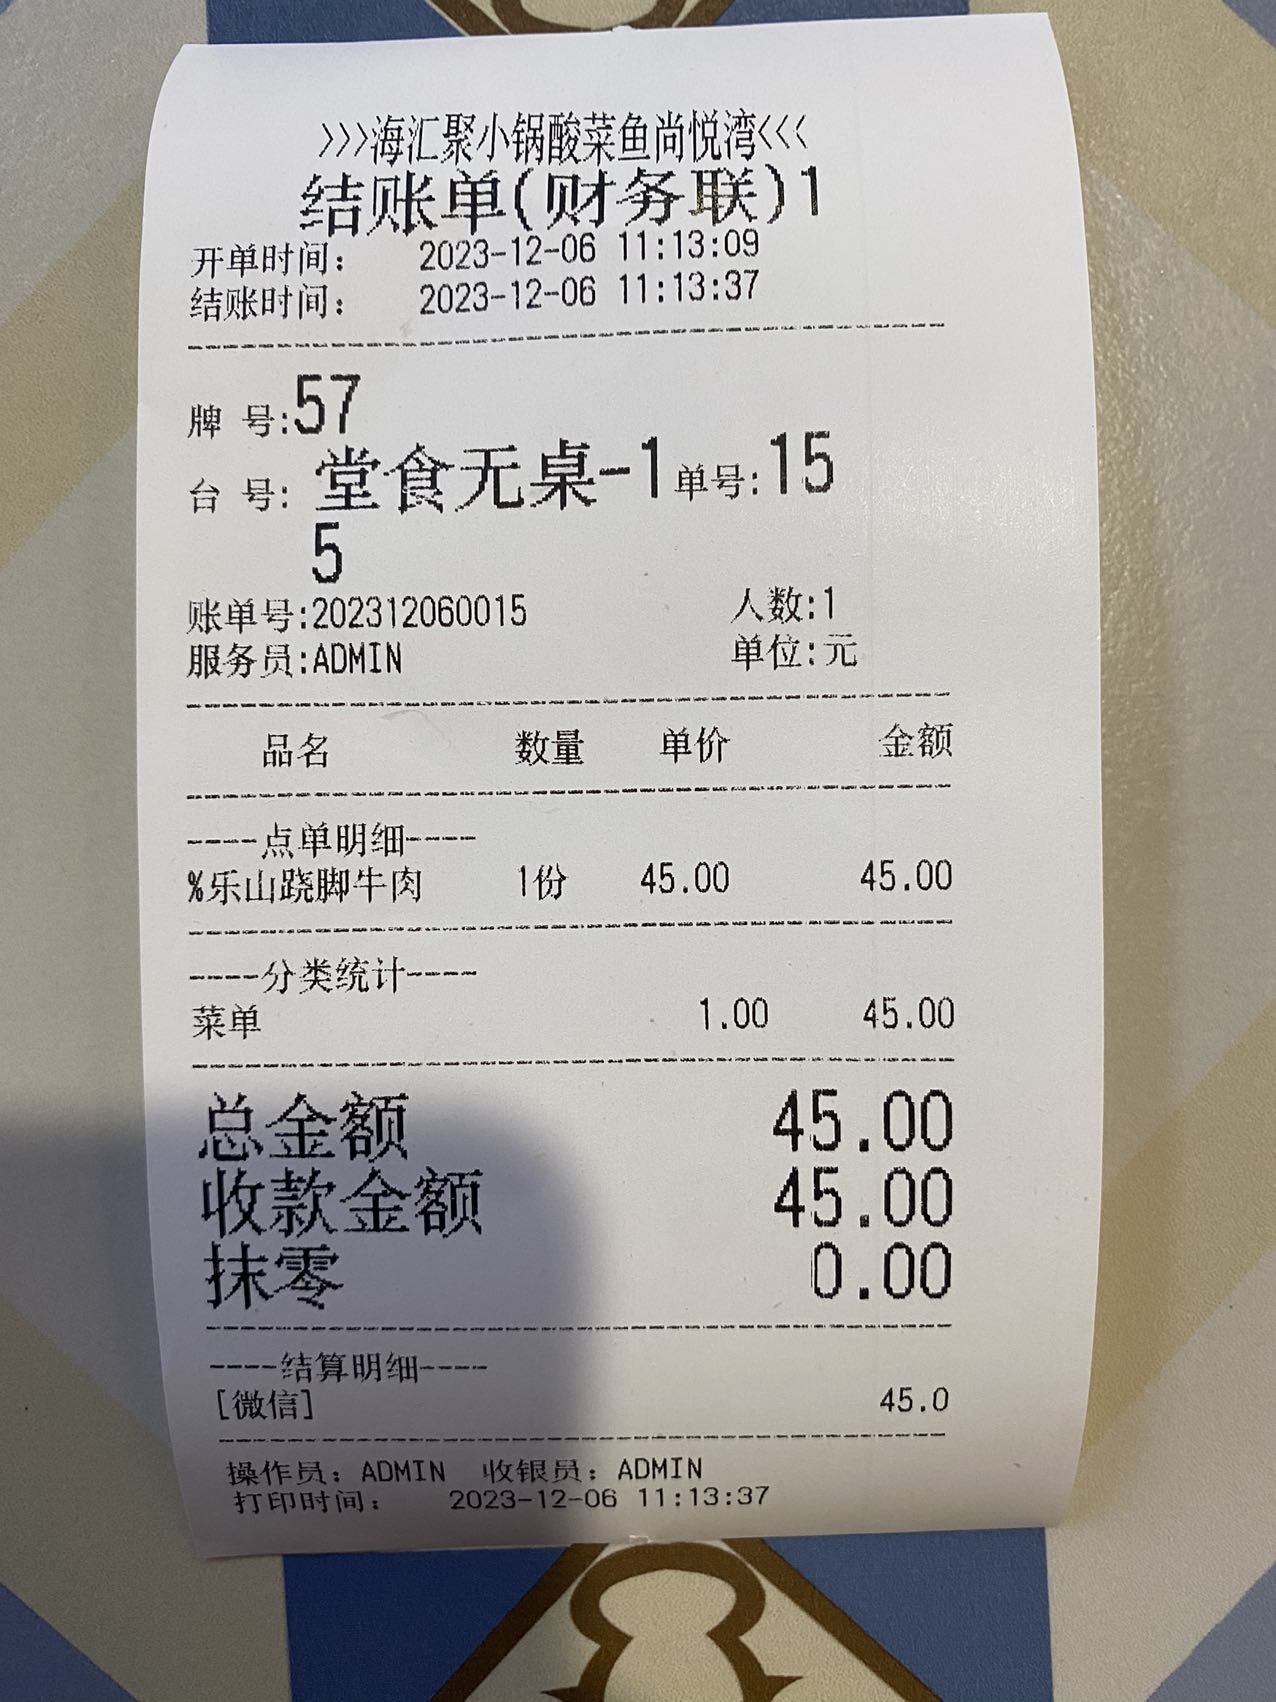 >>>海汇聚小锅酸菜鱼尚悦湾<<<
结账单(财务联)1
开单时间: 2023-12-06 11:13:09
结账时间: 2023-12-06 11:13:37
牌 号:57
台 号: 堂食无桌-1 单号:15
5
账单号:202312060015 人数:1
服务员:ADMIN 单位:元
品名 数量 单价 金额
----点单明细----
%乐山跷脚牛肉 1份 45.00 45.00
----分类统计----
菜单 1.00 45.00
总金额 45.00
收款金额 45.00
抹零 0.00
----结算明细----
[微信] 45.0
操作员: ADMIN 收银员: ADMIN
打印时间: 2023-12-06 11:13:37